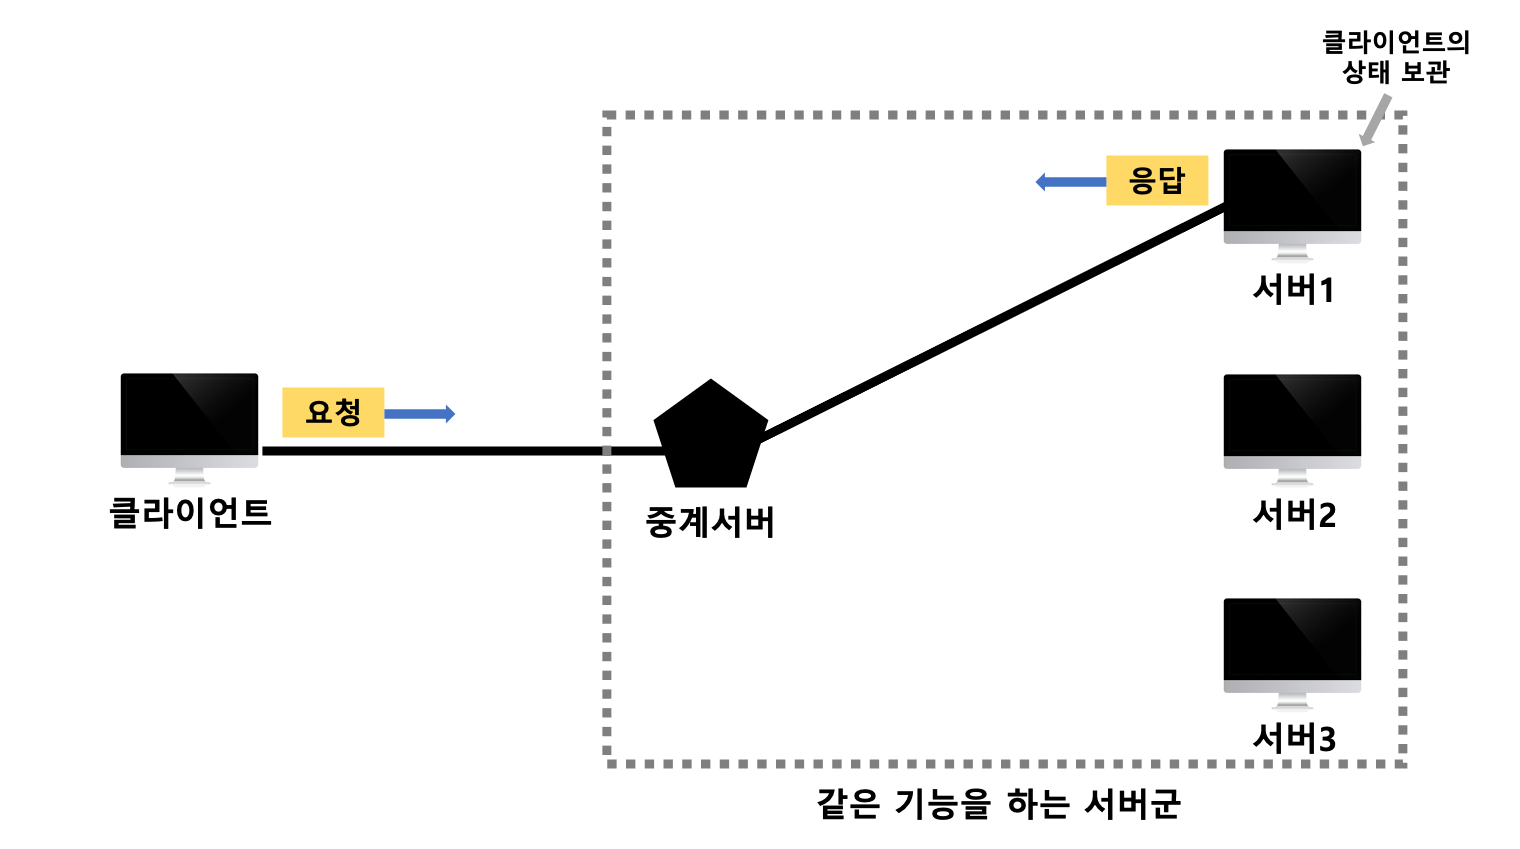 클라이언트의
상태 보관
응답
서버1
요청
클라이언트
중계서버
서버2
서버3
같은 기능을 하는 서버군